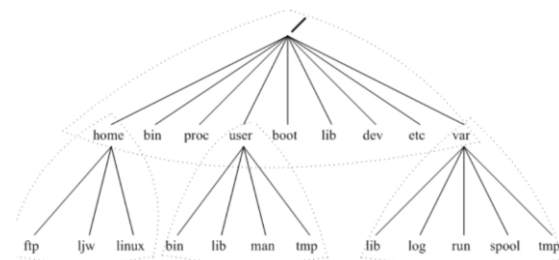 /
home bin proc user boot lib dev etc var
ftp ljw linux bin lib man tmp lib log run spool tmp